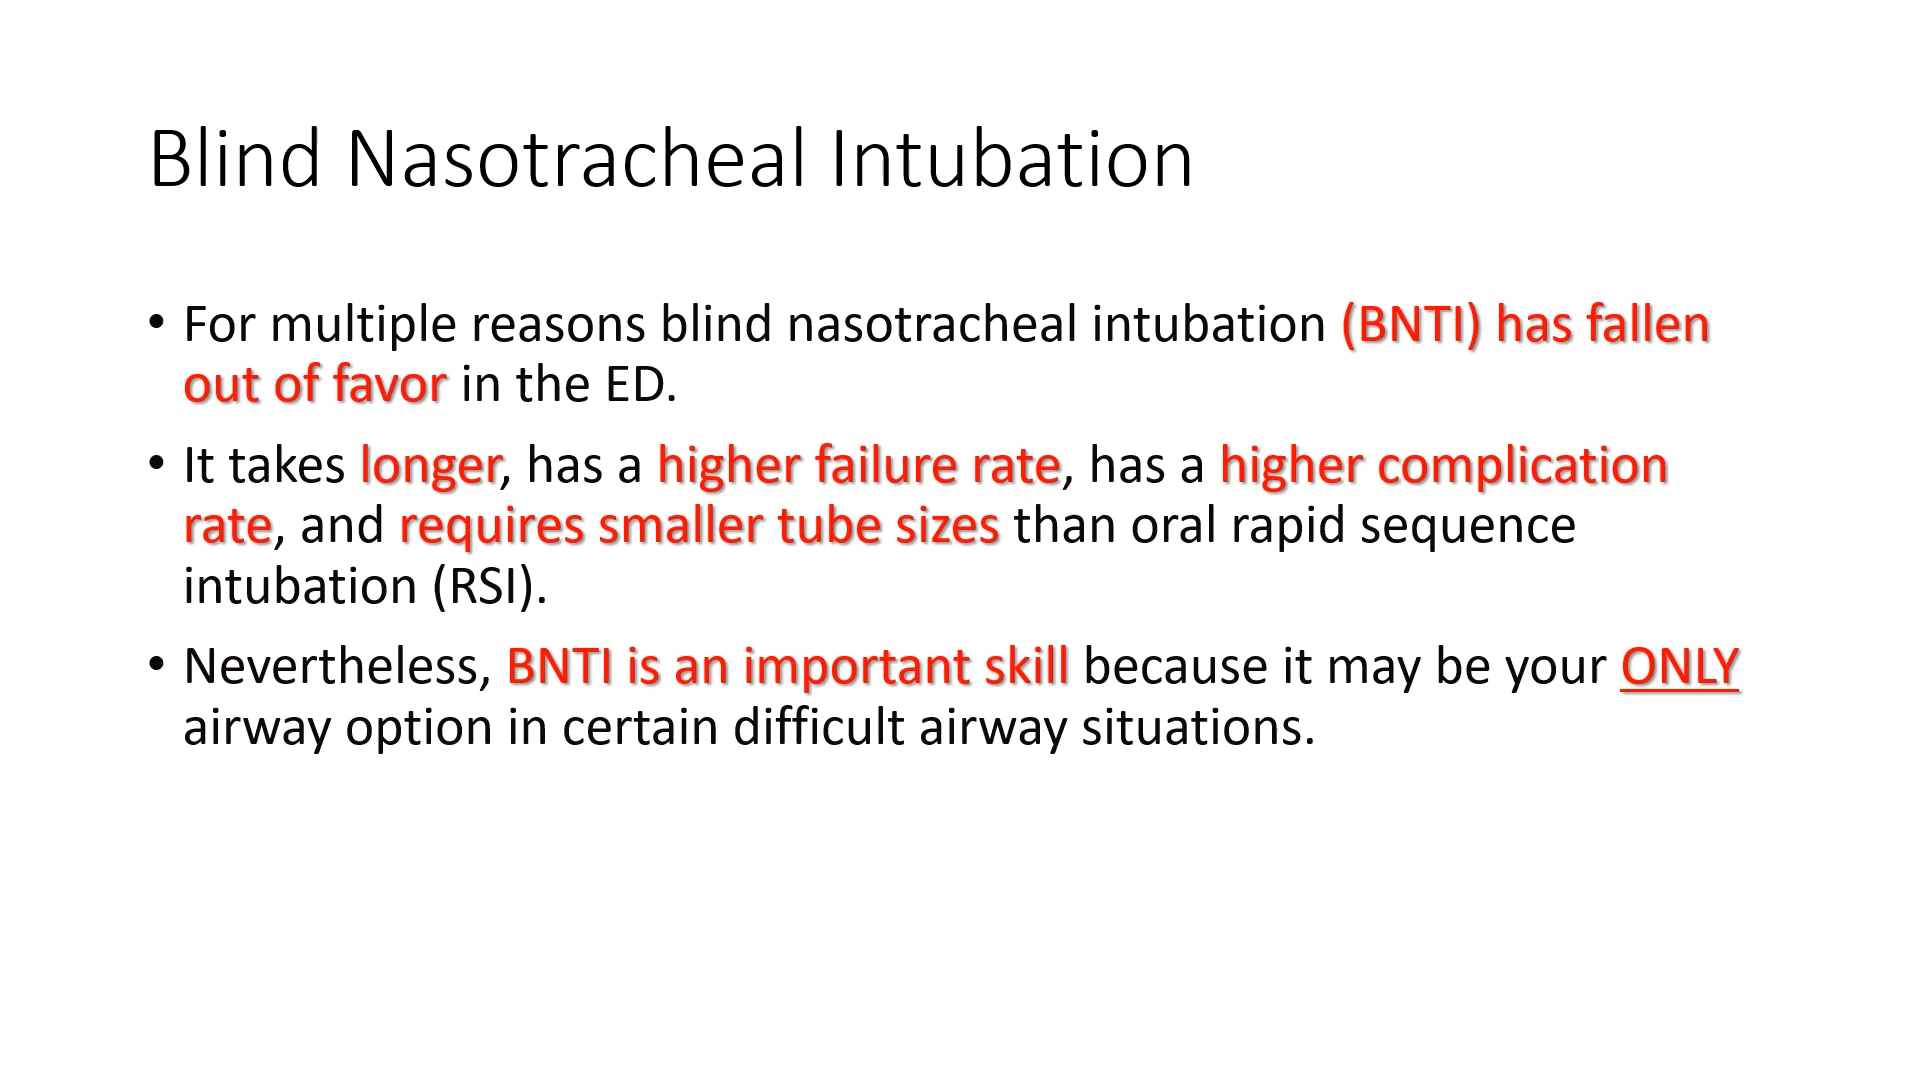 Blind Nasotracheal Intubation
• For multiple reasons blind nasotracheal intubation (BNTI) has fallen
out of favor in the ED.
• It takes longer, has a higher failure rate, has a higher complication
rate, and requires smaller tube sizes than oral rapid sequence
intubation (RSI).
• Nevertheless, BNTI is an important skill because it may be your ONLY
airway option in certain difficult airway situations.